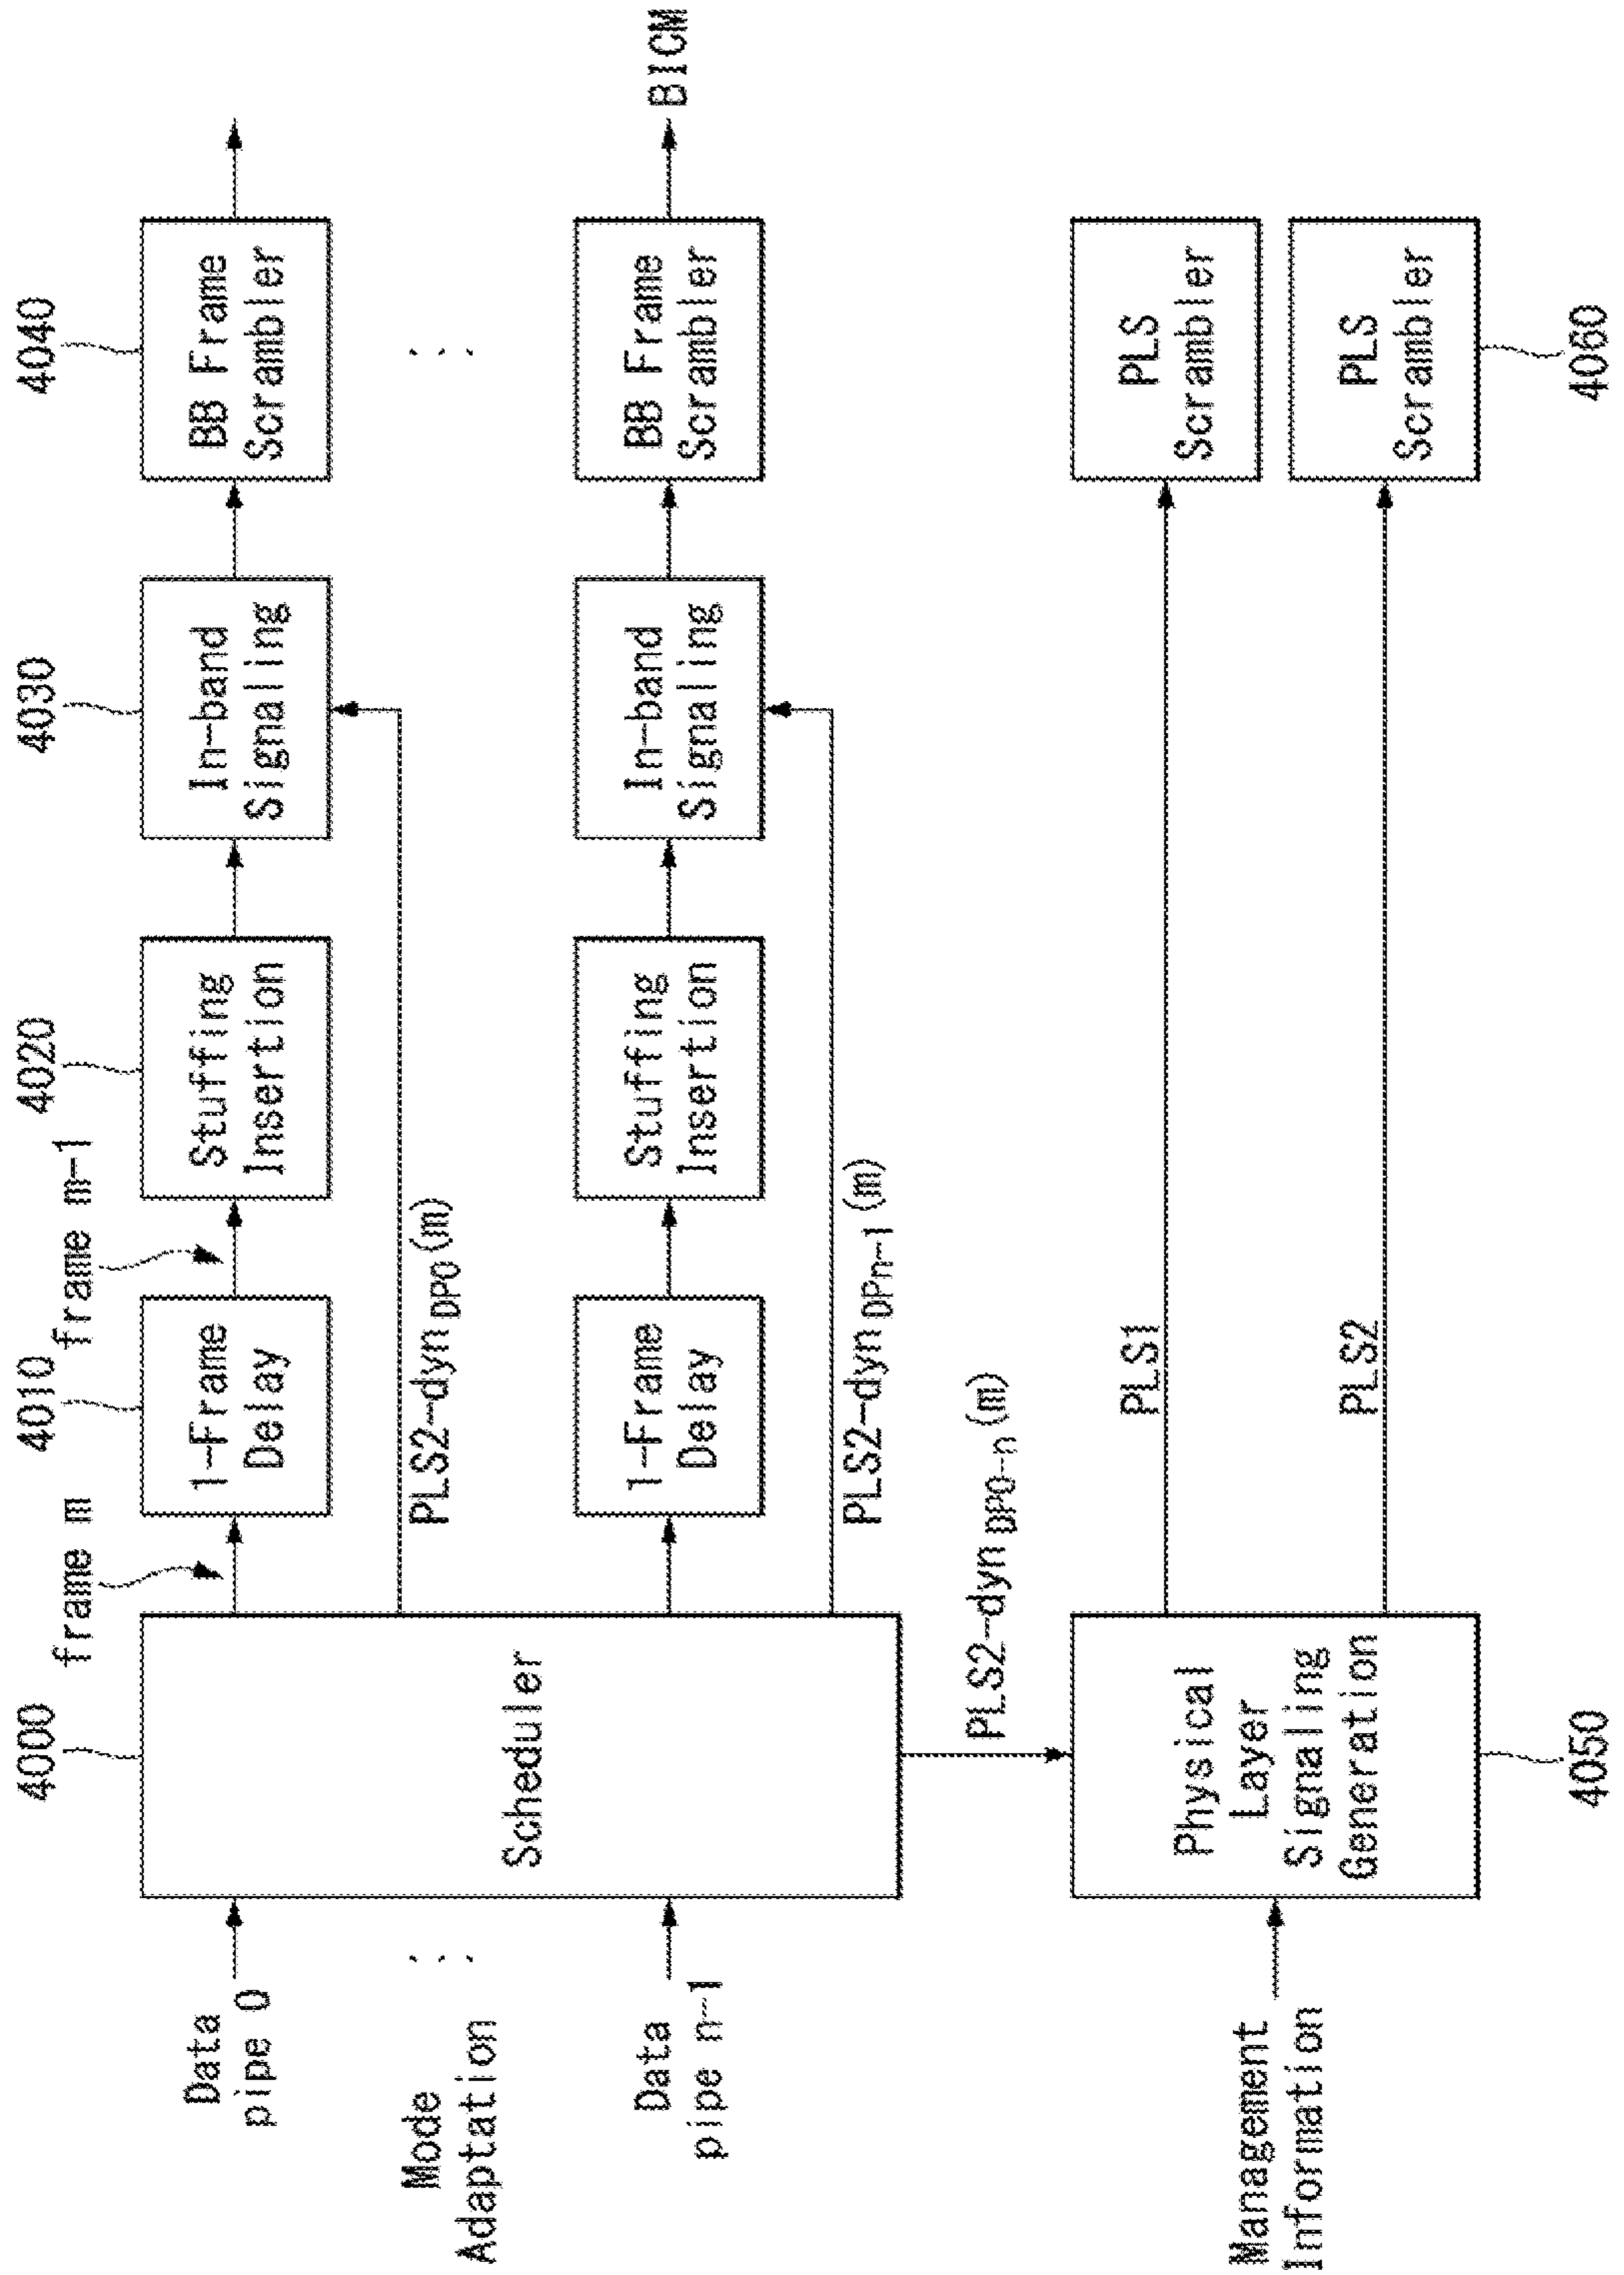 4000
frame m
4010
frame m-1
4020
4030
4040
Data
pipe 0
Mode
Adaptation
Data
pipe n-1
Scheduler
1-Frame
Delay
Stuffing
Insertion
In-band
Signaling
BB Frame
Scrambler
PLS2-dyn DP0 (m)
1-Frame
Delay
Stuffing
Insertion
In-band
Signaling
BB Frame
Scrambler
BICM
PLS2-dyn DPn-1 (m)
PLS2-dyn DP0-n (m)
Management
Information
Physical
Layer
Signaling
Generation
PLS1
PLS
Scrambler
PLS2
PLS
Scrambler
4050
4060